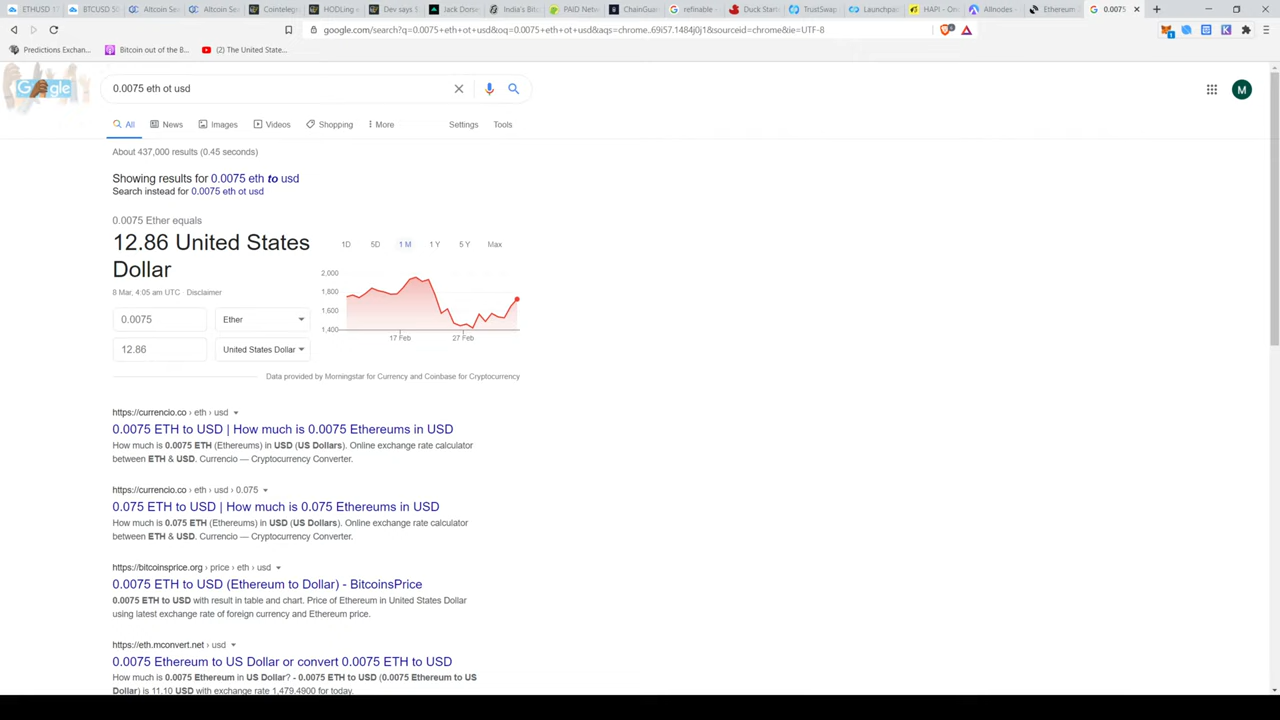 ETHUSD 17
BTCUSD 50
Altcoin Sea
Altcoin Sea
Cointelegr
HODLing e
Dev says S
Jack Dorse
India's Bitc
PAID Netw
ChainGuar
refinable -
Duck Starte
TrustSwap
Launchpad
HAPI - One
Allnodes -
Ethereum 2
0.0075
google.com/search?q=0.0075+eth+ot+usd&oq=0.0075+eth+ot+usd&aqs=chrome..69i57.1484j0j1&sourceid=chrome&ie=UTF-8
Predictions Exchan...
Bitcoin out of the B...
(2) The United State...
Google
0.0075 eth ot usd
M
All
News
Images
Videos
Shopping
More
Settings
Tools
About 437,000 results (0.45 seconds)
Showing results for 0.0075 eth to usd
Search instead for 0.0075 eth ot usd
0.0075 Ether equals
12.86 United States
Dollar
8 Mar, 4:05 am UTC · Disclaimer
0.0075
Ether
12.86
United States Dollar
1D
5D
1 M
1 Y
5 Y
Max
2,000
1,800
1,600
1,400
17 Feb
27 Feb
Data provided by Morningstar for Currency and Coinbase for Cryptocurrency
https://currencio.co › eth › usd
0.0075 ETH to USD | How much is 0.0075 Ethereums in USD
How much is 0.0075 ETH (Ethereums) in USD (US Dollars). Online exchange rate calculator
between ETH & USD. Currencio — Cryptocurrency Converter.
https://currencio.co › eth › usd › 0.075
0.075 ETH to USD | How much is 0.075 Ethereums in USD
How much is 0.075 ETH (Ethereums) in USD (US Dollars). Online exchange rate calculator
between ETH & USD. Currencio — Cryptocurrency Converter.
https://bitcoinsprice.org › price › eth › usd
0.0075 ETH to USD (Ethereum to Dollar) - BitcoinsPrice
0.0075 ETH to USD with result in table and chart. Price of Ethereum in United States Dollar
using latest exchange rate of foreign currency and Ethereum price.
https://eth.mconvert.net › usd
0.0075 Ethereum to US Dollar or convert 0.0075 ETH to USD
How much is 0.0075 Ethereum in US Dollar? - 0.0075 ETH to USD (0.0075 Ethereum to US
Dollar) is 11.10 USD with exchange rate 1,479.4900 for today.